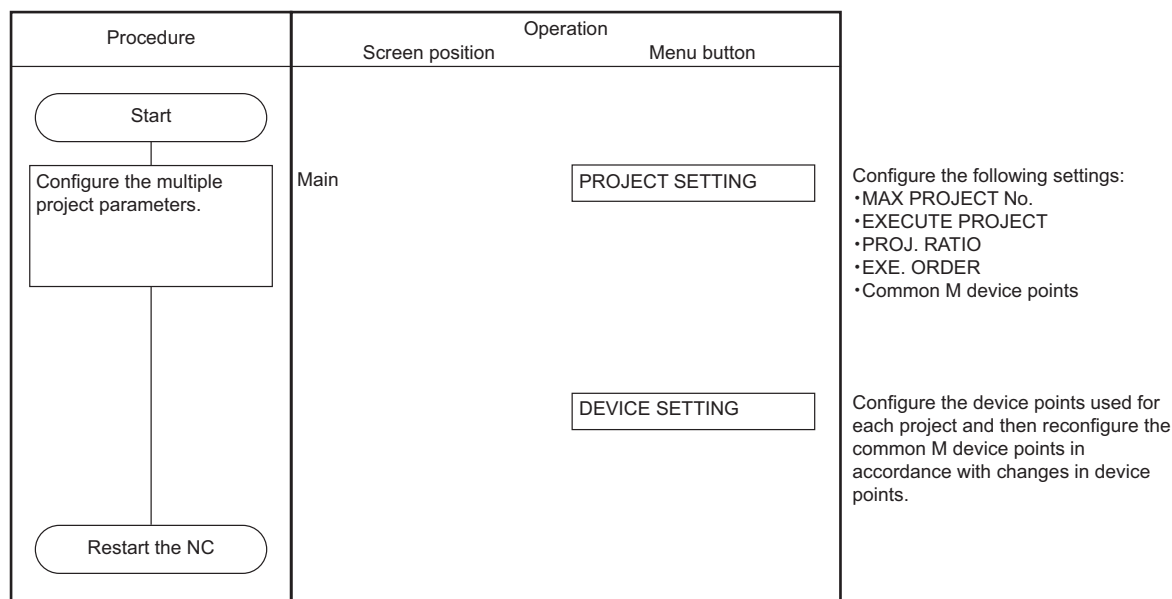 Procedure
Operation
Screen position Menu button
Start
Configure the multiple
project parameters.
Main
PROJECT SETTING
Configure the following settings:
・MAX PROJECT No.
・EXECUTE PROJECT
・PROJ. RATIO
・EXE. ORDER
・Common M device points
DEVICE SETTING
Configure the device points used for
each project and then reconfigure the
common M device points in
accordance with changes in device
points.
Restart the NC